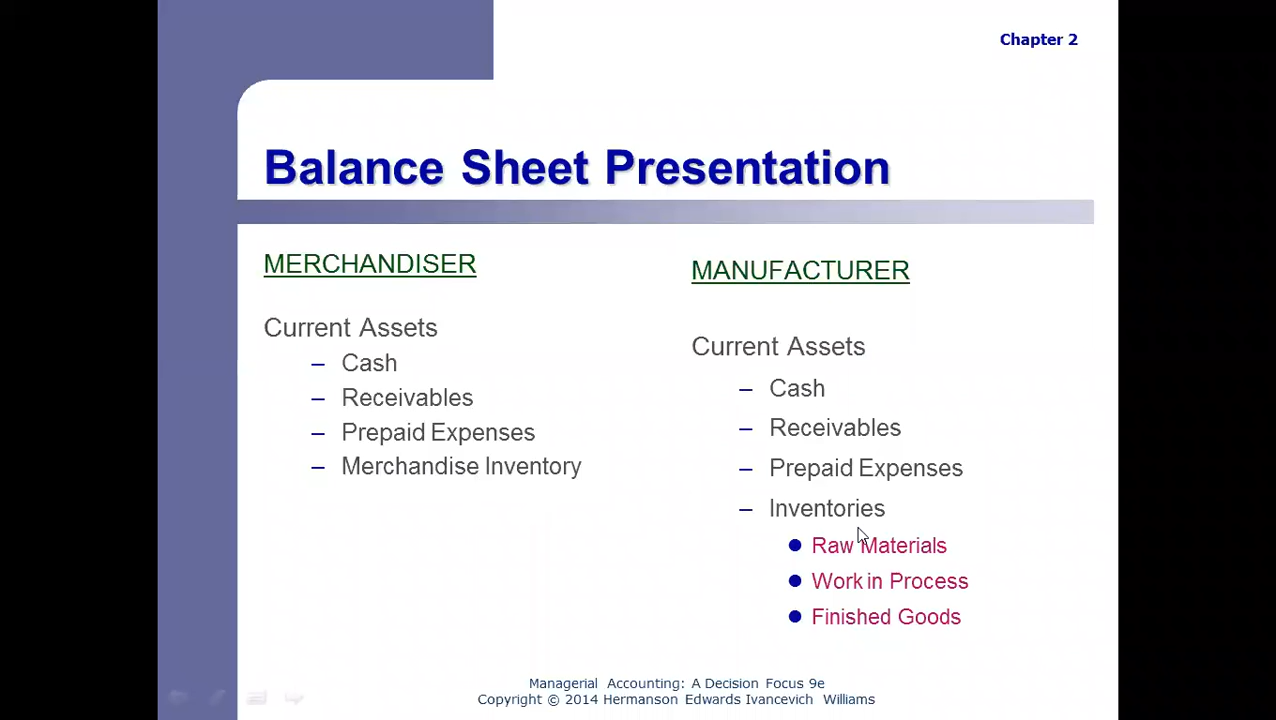 Chapter 2
Balance Sheet Presentation
MERCHANDISER
Current Assets
– Cash
– Receivables
– Prepaid Expenses
– Merchandise Inventory
MANUFACTURER
Current Assets
– Cash
– Receivables
– Prepaid Expenses
– Inventories
● Raw Materials
● Work in Process
● Finished Goods
Managerial Accounting: A Decision Focus 9e
Copyright © 2014 Hermanson Edwards Ivancevich Williams